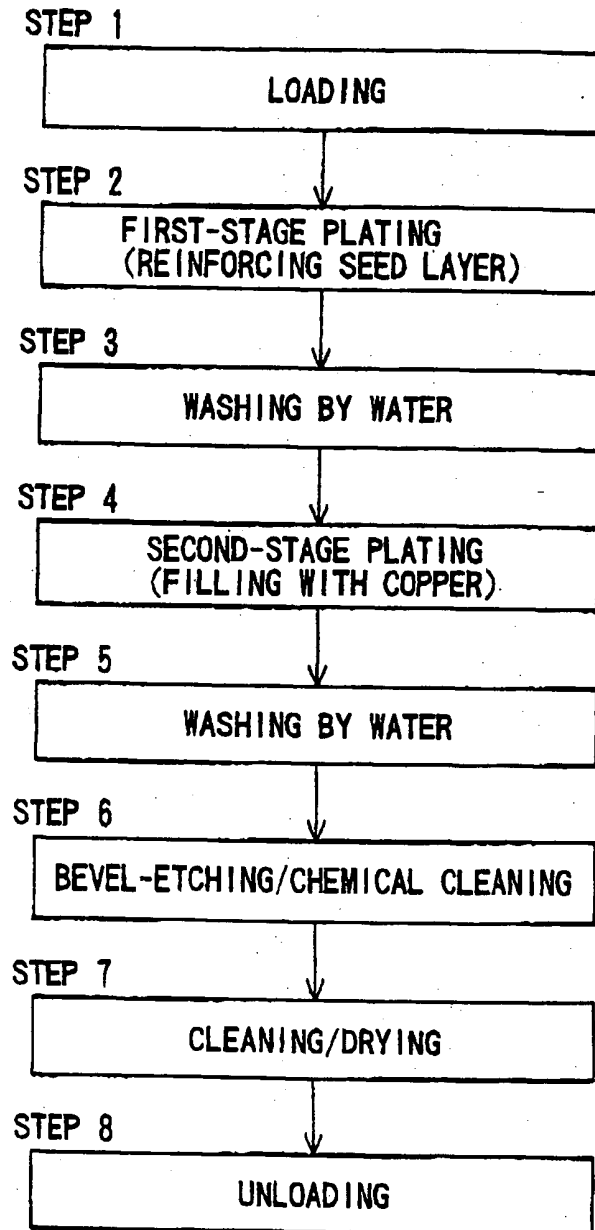 STEP 1
LOADING
STEP 2
FIRST-STAGE PLATING
(REINFORCING SEED LAYER)
STEP 3
WASHING BY WATER
STEP 4
SECOND-STAGE PLATING
(FILLING WITH COPPER)
STEP 5
WASHING BY WATER
STEP 6
BEVEL-ETCHING/CHEMICAL CLEANING
STEP 7
CLEANING/DRYING
STEP 8
UNLOADING